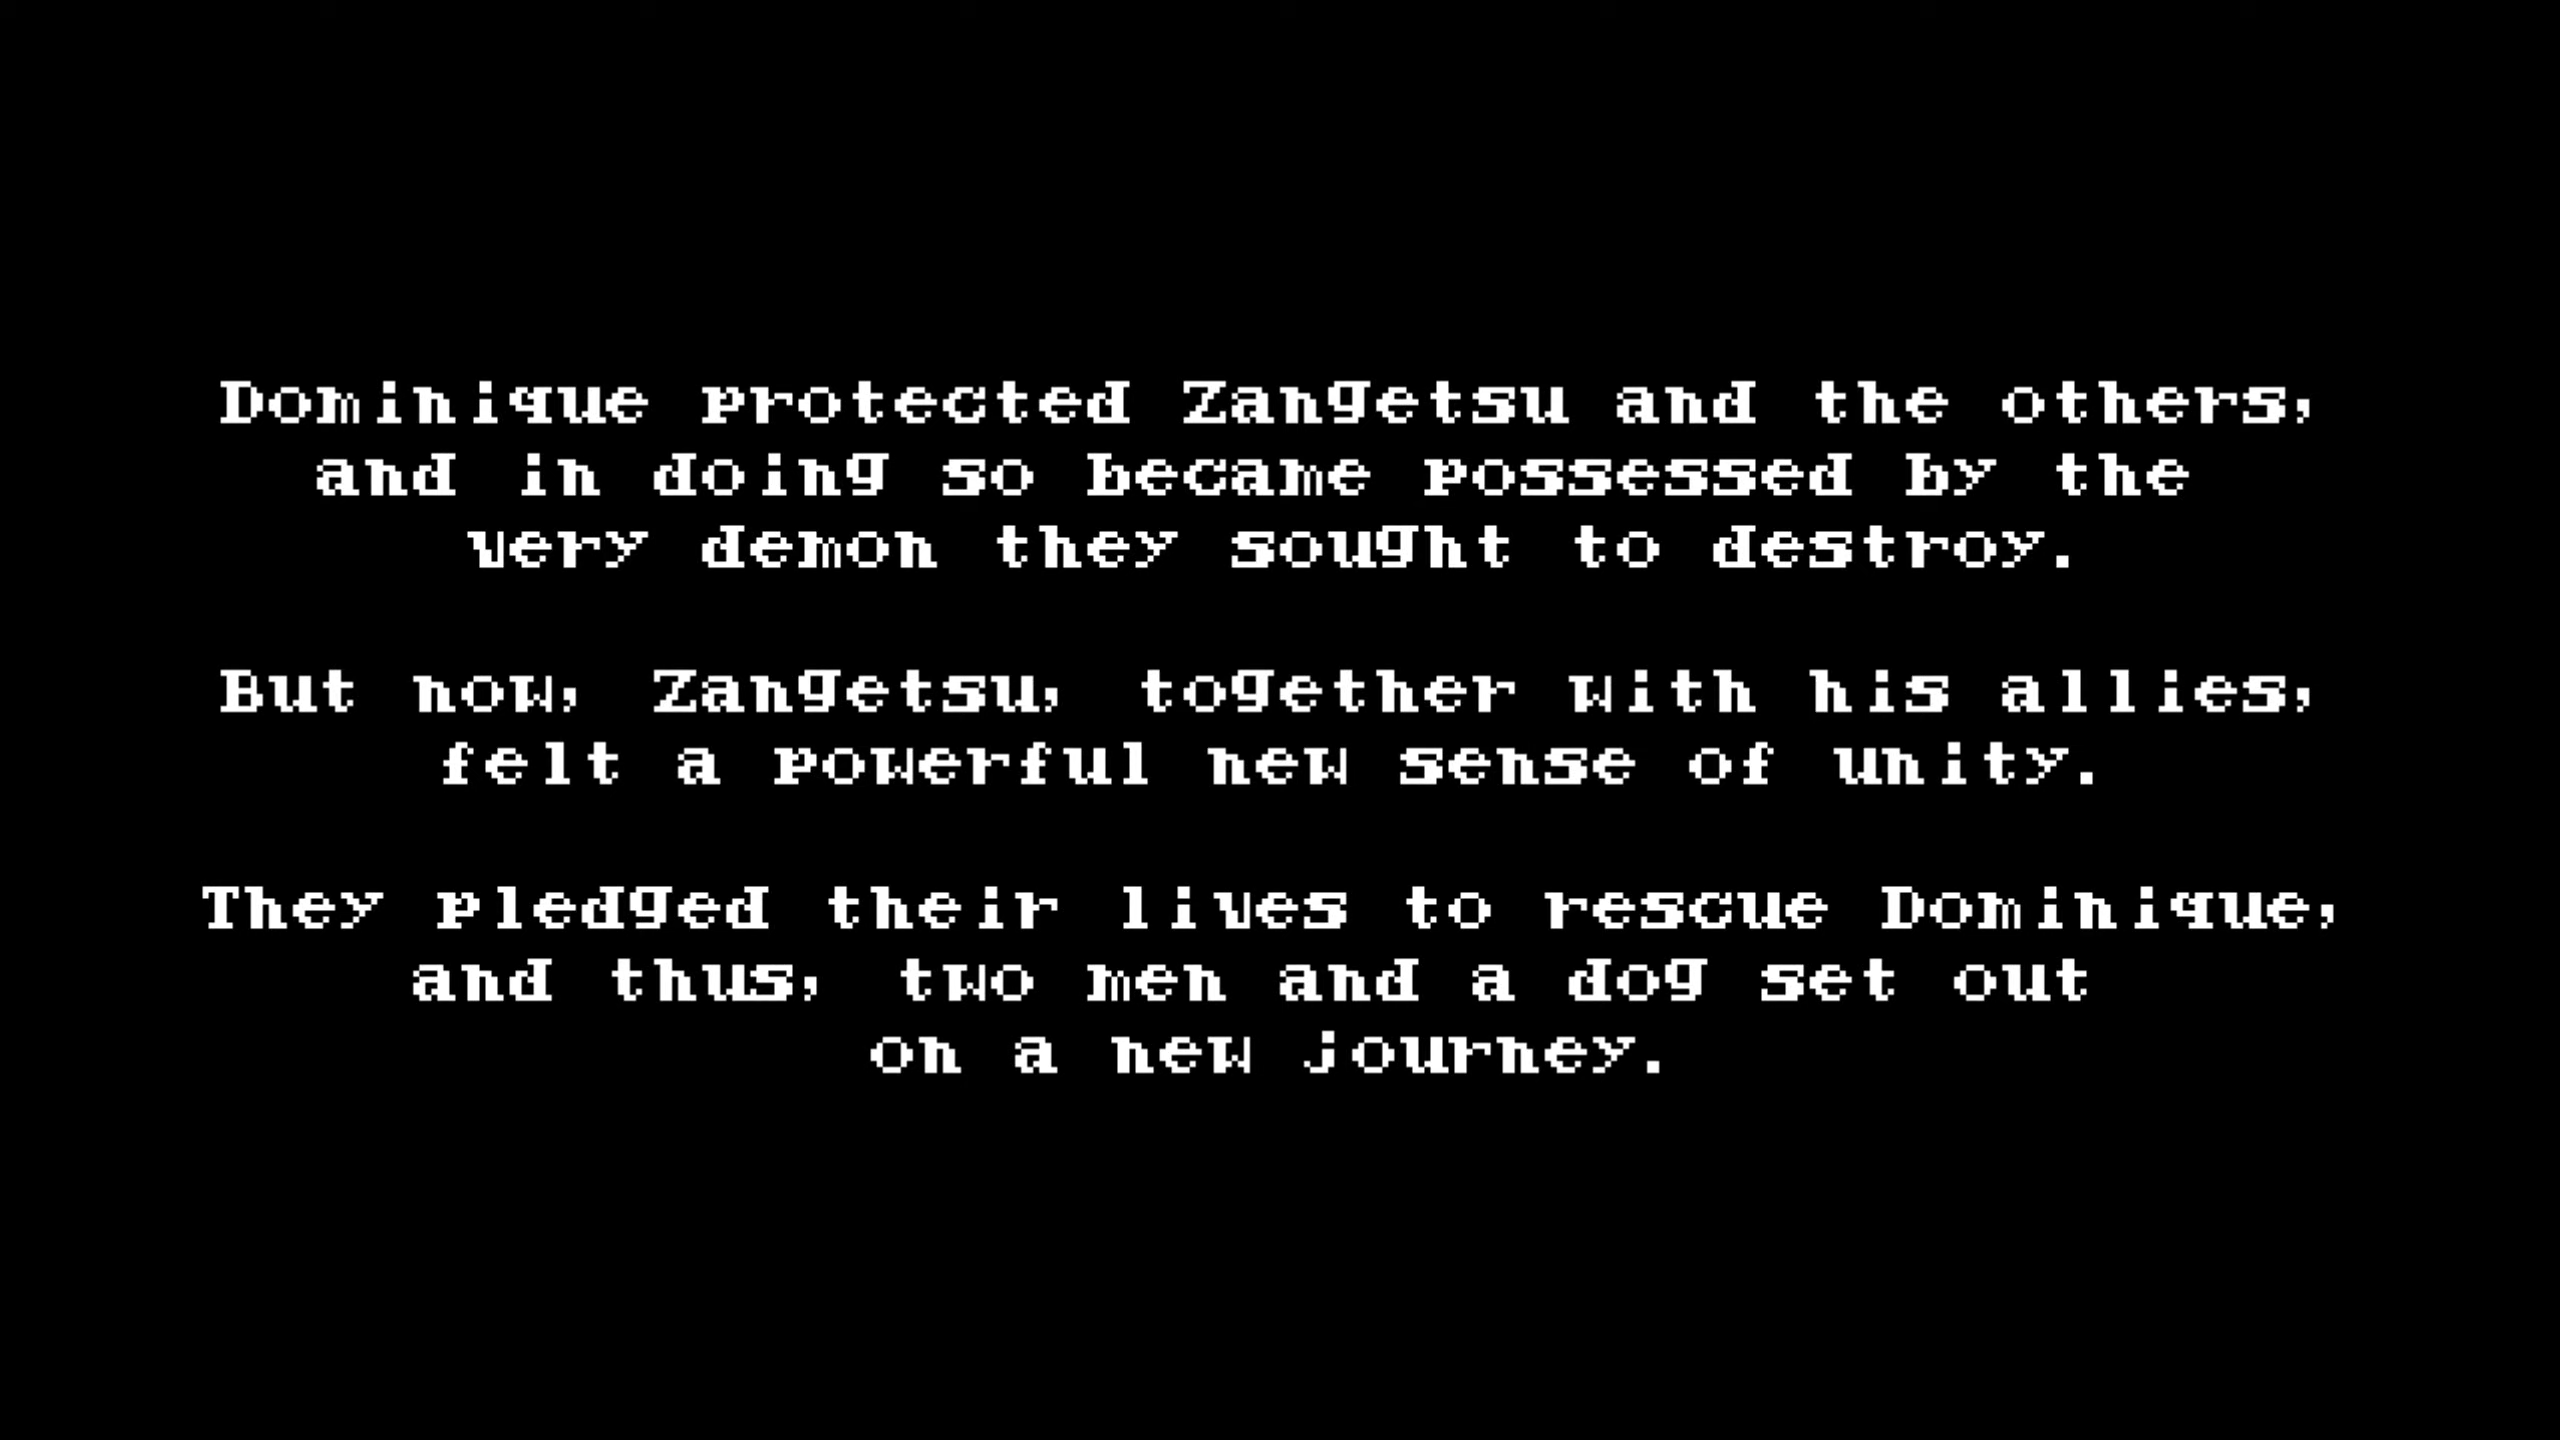 Dominique protected Zangetsu and the others,
and in doing so became possessed by the
very demon they sought to destroy.
But now, Zangetsu, together with his allies,
felt a powerful new sense of unity.
They pledged their lives to rescue Dominique,
and thus, two men and a dog set out
on a new journey.